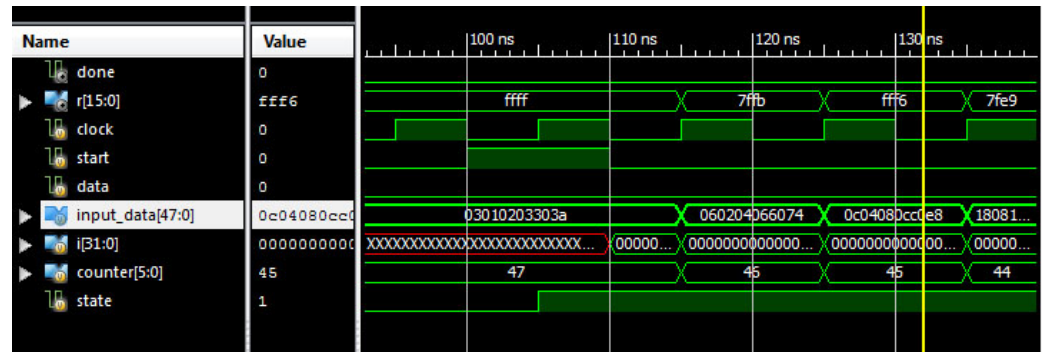 Name Value
100 ns 110 ns 120 ns 130 ns
done 0
r[15:0] fff6 ffff 7ffb fff6 7fe9
clock 0
start 0
data 0
input_data[47:0] 0c04080cc0 03010203303a 060204066074 0c04080cc0e8 18081...
i[31:0] 0000000000 XXXXXXXXXXXXXXXXXXXXXXXXX... 00000... 0000000000000... 0000000000000... 00000...
counter[5:0] 45 47 46 45 44
state 1